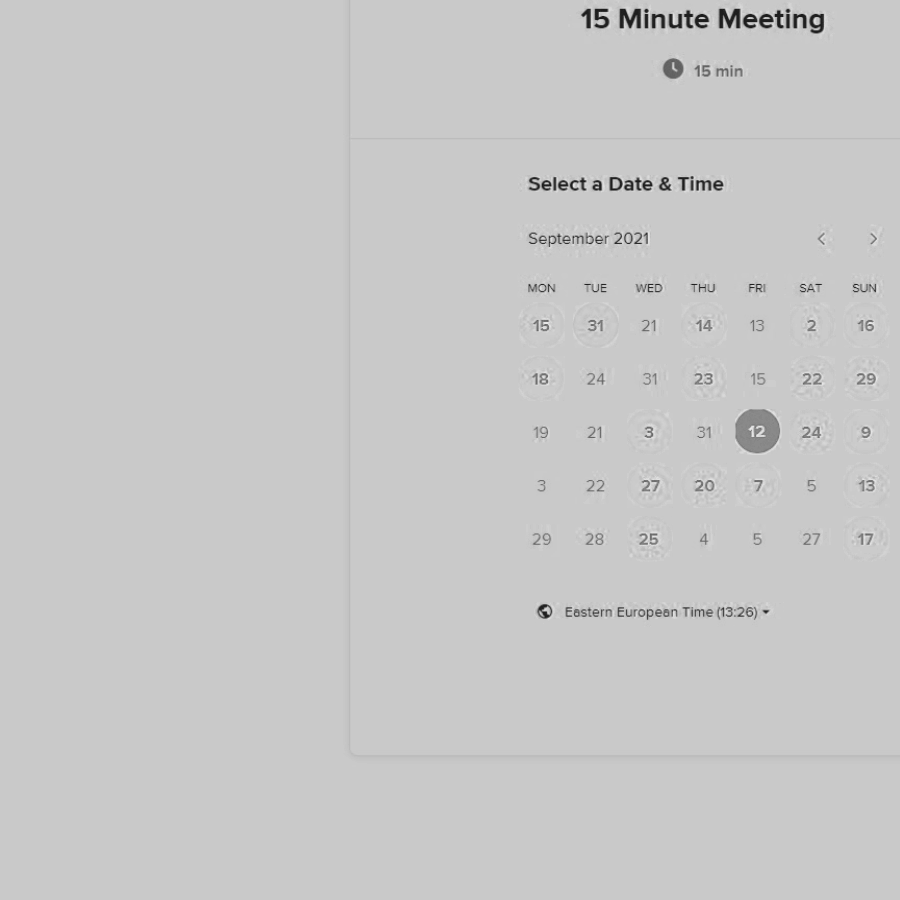 15 Minute Meeting
15 min
Select a Date & Time
September 2021
MON TUE WED THU FRI SAT SUN
15 31 21 14 13 2 16
18 24 31 23 15 22 29
19 21 3 31 12 24 9
3 22 27 20 7 5 13
29 28 25 4 5 27 17
Eastern European Time (13:26)